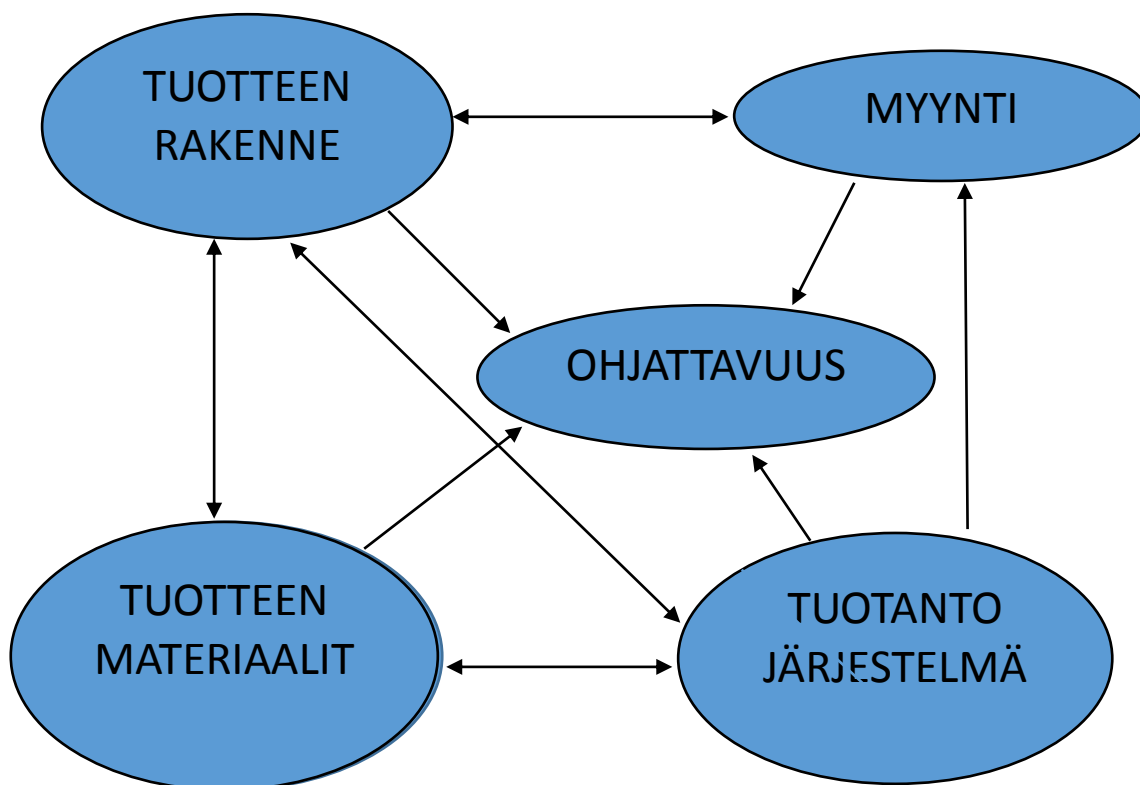 TUOTTEEN
RAKENNE
MYYNTI
OHJATTAVUUS
TUOTTEEN
MATERIAALIT
TUOTANTO
JÄRJESTELMÄ